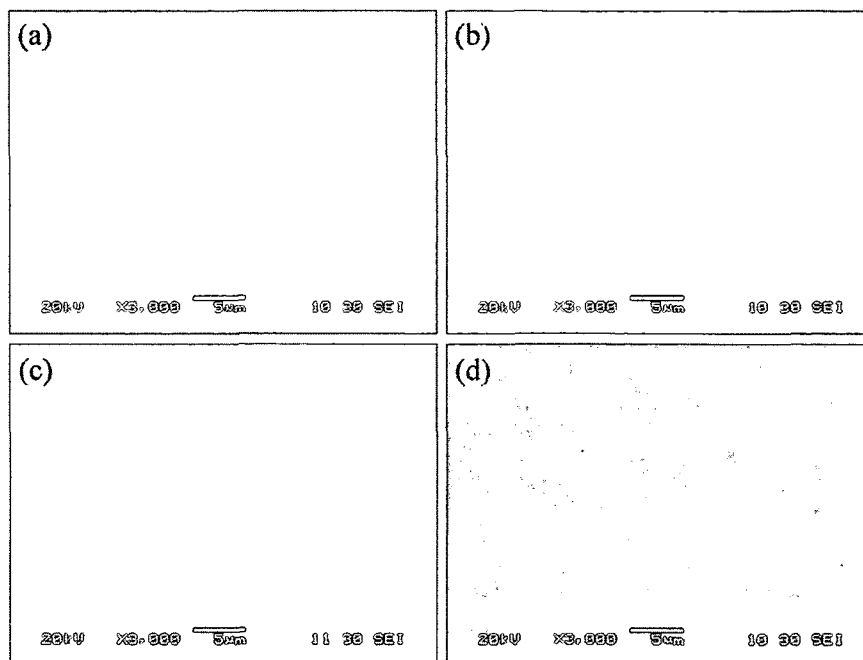 (a)
(b)
20kV X3,000 5μm 10 30 SEI
20kV X3,000 5μm 10 30 SEI
(c)
(d)
20kV X3,000 5μm 11 30 SEI
20kV X3,000 5μm 10 30 SEI